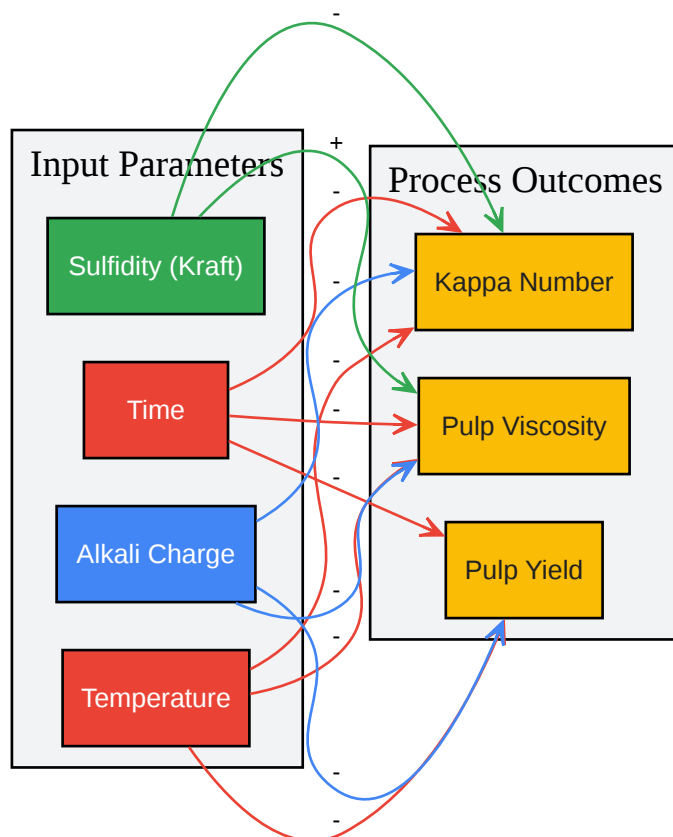 -
+
Input Parameters
-
Process Outcomes
Sulfidity (Kraft)
Kappa Number
-
-
Time
-
Pulp Viscosity
-
Alkali Charge
Pulp Yield
-
-
Temperature
-
-